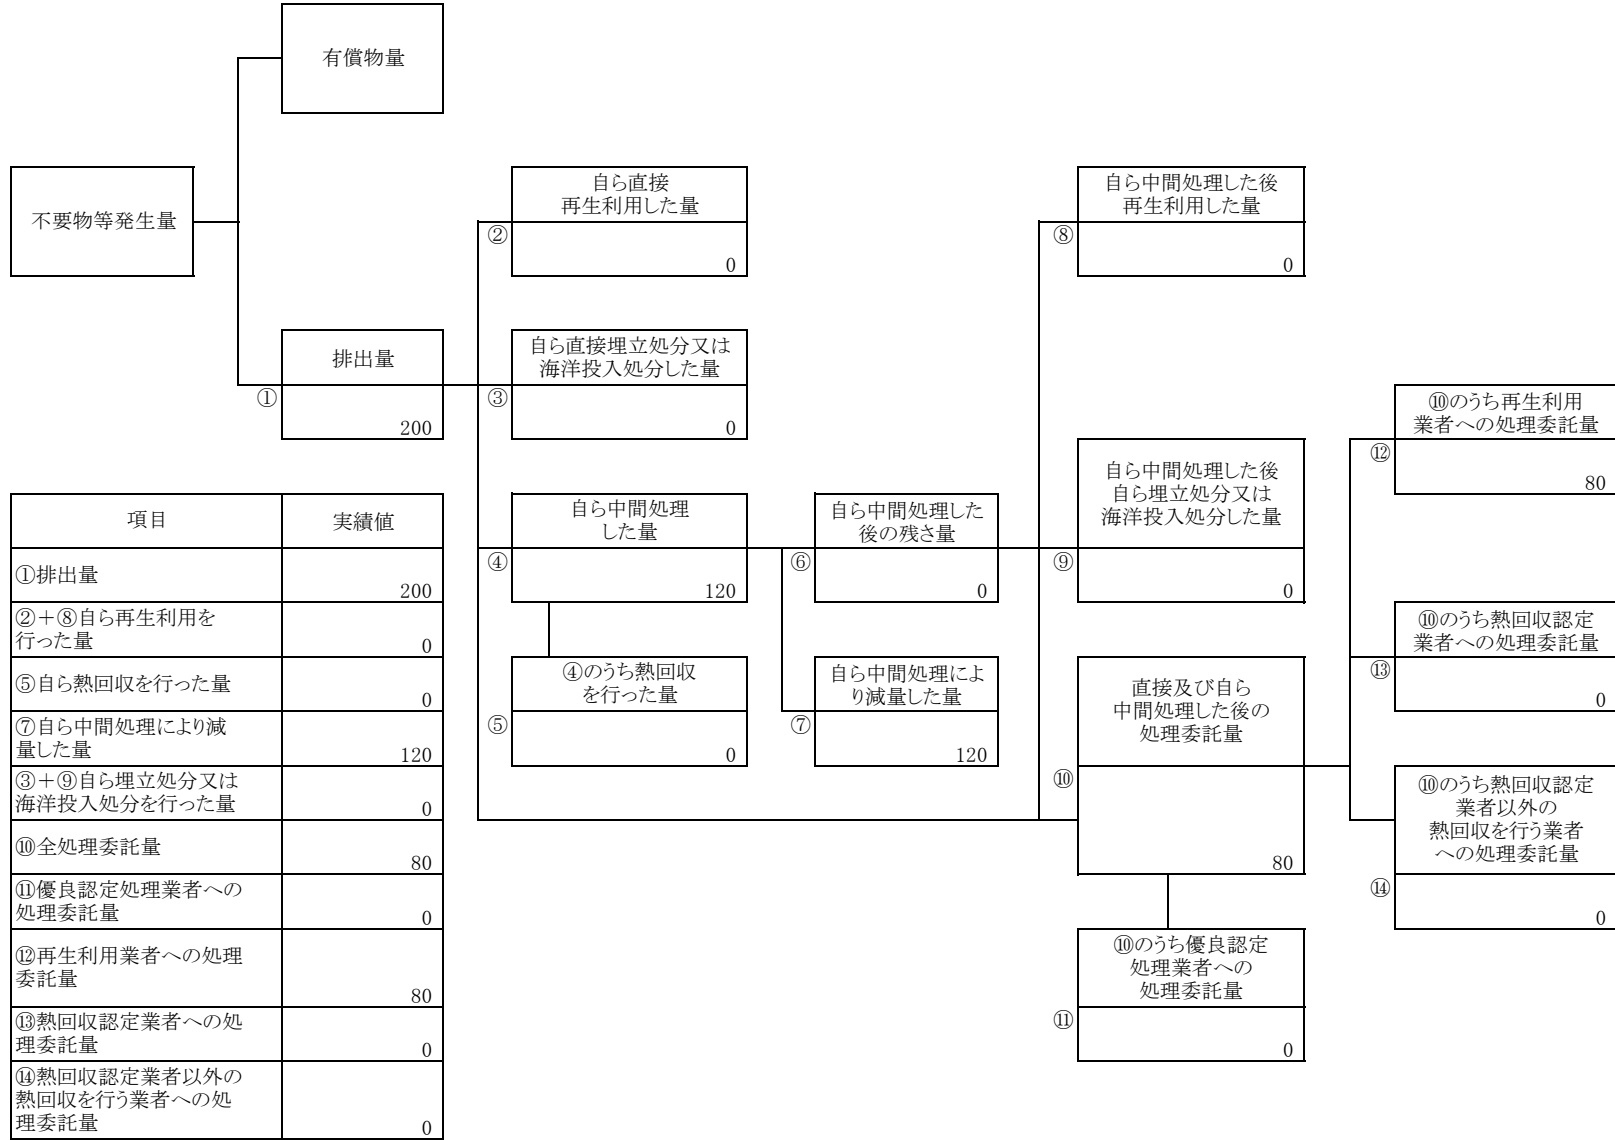 有償物量
不要物等発生量
排出量
①
200
自ら直接
再生利用した量
②
0
自ら直接埋立処分又は
海洋投入処分した量
③
0
自ら中間処理
した量
④
120
④のうち熱回収
を行った量
⑤
0
自ら中間処理した
後の残さ量
⑥
0
自ら中間処理によ
り減量した量
⑦
120
自ら中間処理した後
再生利用した量
⑧
0
自ら中間処理した後
自ら埋立処分又は
海洋投入処分した量
⑨
0
直接及び自ら
中間処理した後の
処理委託量
⑩
80
⑩のうち優良認定
処理業者への
処理委託量
⑪
0
⑩のうち再生利用
業者への処理委託量
⑫
80
⑩のうち熱回収認定
業者への処理委託量
⑬
0
⑩のうち熱回収認定
業者以外の
熱回収を行う業者
への処理委託量
⑭
0
項目 実績値
①排出量
200
②+⑧自ら再生利用を
行った量
0
⑤自ら熱回収を行った量
0
⑦自ら中間処理により減
量した量
120
③+⑨自ら埋立処分又は
海洋投入処分を行った量
0
⑩全処理委託量
80
⑪優良認定処理業者への
処理委託量
0
⑫再生利用業者への処理
委託量
80
⑬熱回収認定業者への処
理委託量
0
⑭熱回収認定業者以外の
熱回収を行う業者への処
理委託量
0